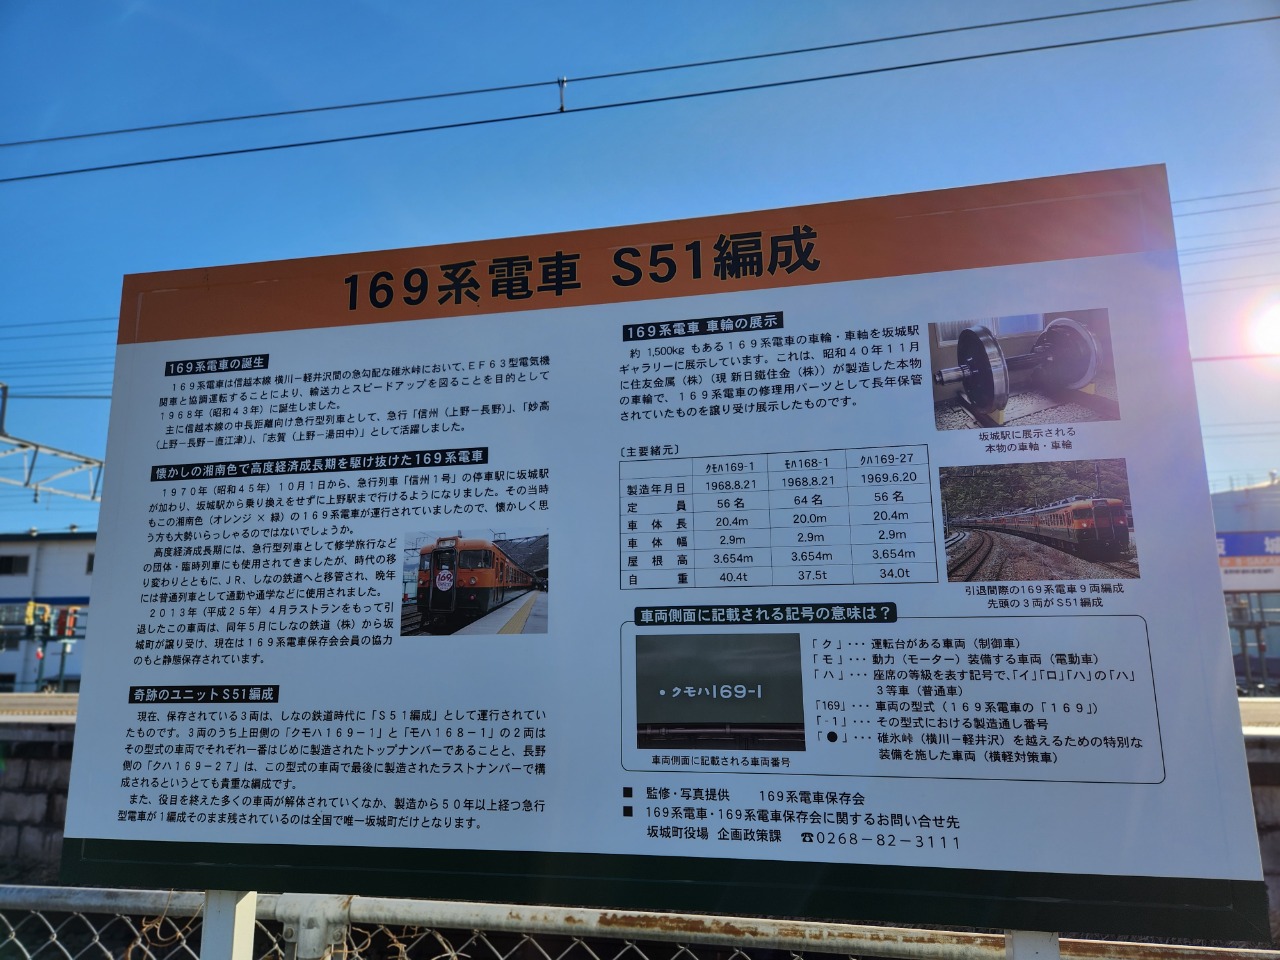 169系電車 S51編成
169系電車の誕生
169系電車は信越本線 横川ー軽井沢間の急勾配な碓氷峠において、EF63型電気機
関車と協調運転することにより、輸送力とスピードアップを図ることを目的として
1968年（昭和43年）に誕生しました。
主に信越本線の中長距離向け急行型列車として、急行「信州（上野ー長野）」、「妙高
（上野ー長野ー直江津）」、「志賀（上野ー湯田中）」として活躍しました。
懐かしの湘南色で高度経済成長期を駆け抜けた169系電車
1970年（昭和45年）10月1日から、急行列車「信州1号」の停車駅に坂城駅
が加わり、坂城駅から乗り換えをせずに上野駅まで行けるようになりました。その当時
もこの湘南色（オレンジ×緑）の169系電車が運行されていましたので、懐かしく思
う方も大勢いらっしゃるのではないでしょうか。
高度経済成長期には、急行型列車として修学旅行など
の団体・臨時列車にも使用されてきましたが、時代の移
り変わりとともに、JR、しなの鉄道へと移管され、晩年
には普通列車として通勤や通学などに使用されました。
2013年（平成25年）4月ラストランをもって引
退したこの車両は、同年5月にしなの鉄道（株）から坂
城町が譲り受け、現在は169系電車保存会会員の協力
のもと静態保存されています。
奇跡のユニットS51編成
現在、保存されている3両は、しなの鉄道時代に「S51編成」として運行されてい
たものです。3両のうち上田側の「クモハ169-1」と「モハ168-1」の2両は
その型式の車両でそれぞれ一番はじめに製造されたトップナンバーであることと、長野
側の「クハ169-27」は、この型式の車両で最後に製造されたラストナンバーで構
成されるというとても貴重な編成です。
また、役目を終えた多くの車両が解体されていくなか、製造から50年以上経つ急行
型電車が1編成そのまま残されているのは全国で唯一坂城町だけとなります。
169系電車 車輪の展示
約 1,500kg もある169系電車の車輪・車軸を坂城駅
ギャラリーに展示しています。これは、昭和40年11月
に住友金属（株）（現 新日鐵住金（株））が製造した本物
の車輪で、169系電車の修理用パーツとして長年保管
されていたものを譲り受け展示したものです。
坂城駅に展示される
本物の車軸・車輪
〔主要緒元〕
クモハ169-1 モハ168-1 クハ169-27
製造年月日 1968.8.21 1968.8.21 1969.6.20
定員 56名 64名 56名
車体長 20.4m 20.0m 20.4m
車体幅 2.9m 2.9m 2.9m
屋根高 3.654m 3.654m 3.654m
自重 40.4t 37.5t 34.0t
引退間際の169系電車9両編成
先頭の3両がS51編成
車両側面に記載される記号の意味は？
• クモハ169-1
車両側面に記載される車両番号
「ク」・・・運転台がある車両（制御車）
「モ」・・・動力（モーター）装備する車両（電動車）
「ハ」・・・座席の等級を表す記号で、「イ」「ロ」「ハ」の「ハ」
3等車（普通車）
「169」・・・車両の型式（169系電車の「169」）
「-1」・・・その型式における製造通し番号
「●」・・・碓氷峠（横川ー軽井沢）を越えるための特別な
装備を施した車両（横軽対策車）
■ 監修・写真提供 169系電車保存会
■ 169系電車・169系電車保存会に関するお問い合せ先
坂城町役場 企画政策課 ☎0268-82-3111